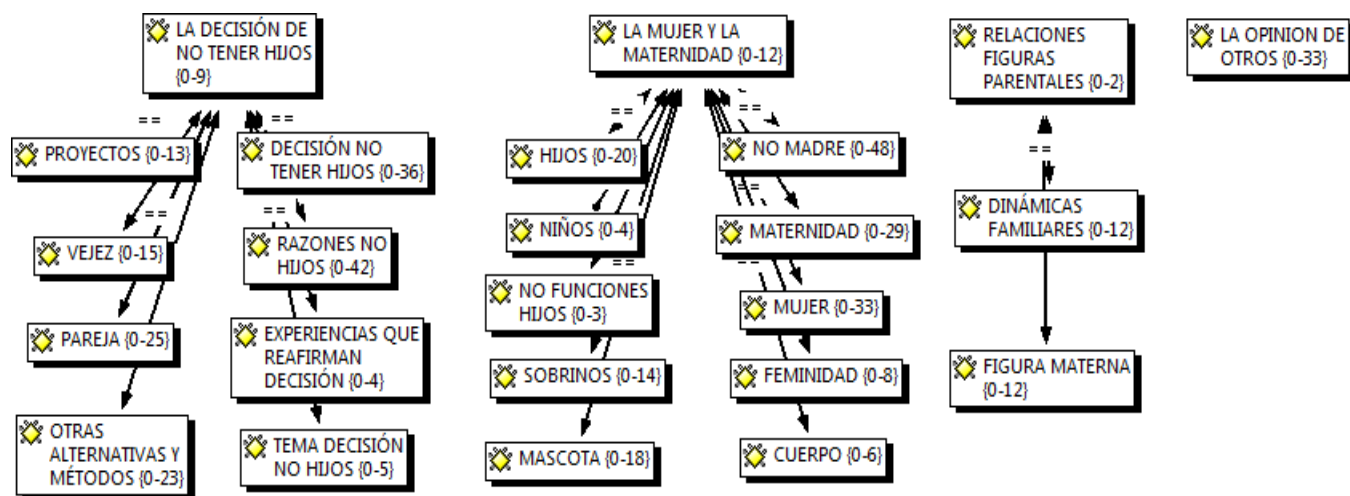 LA DECISIÓN DE
NO TENER HIJOS
{0-9}
==
==
PROYECTOS {0-13}
DECISIÓN NO
TENER HIJOS {0-36}
==
==
VEJEZ {0-15}
RAZONES NO
HIJOS {0-42}
PAREJA {0-25}
EXPERIENCIAS QUE
REAFIRMAN
DECISIÓN {0-4}
OTRAS
ALTERNATIVAS Y
MÉTODOS {0-23}
TEMA DECISIÓN
NO HIJOS {0-5}
LA MUJER Y LA
MATERNIDAD {0-12}
==
==
HIJOS {0-20}
NO MADRE {0-48}
==
==
NIÑOS {0-4}
MATERNIDAD {0-29}
==
==
NO FUNCIONES
HIJOS {0-3}
MUJER {0-33}
SOBRINOS {0-14}
FEMINIDAD {0-8}
MASCOTA {0-18}
CUERPO {0-6}
RELACIONES
FIGURAS
PARENTALES {0-2}
==
DINÁMICAS
FAMILIARES {0-12}
FIGURA MATERNA
{0-12}
LA OPINION DE
OTROS {0-33}